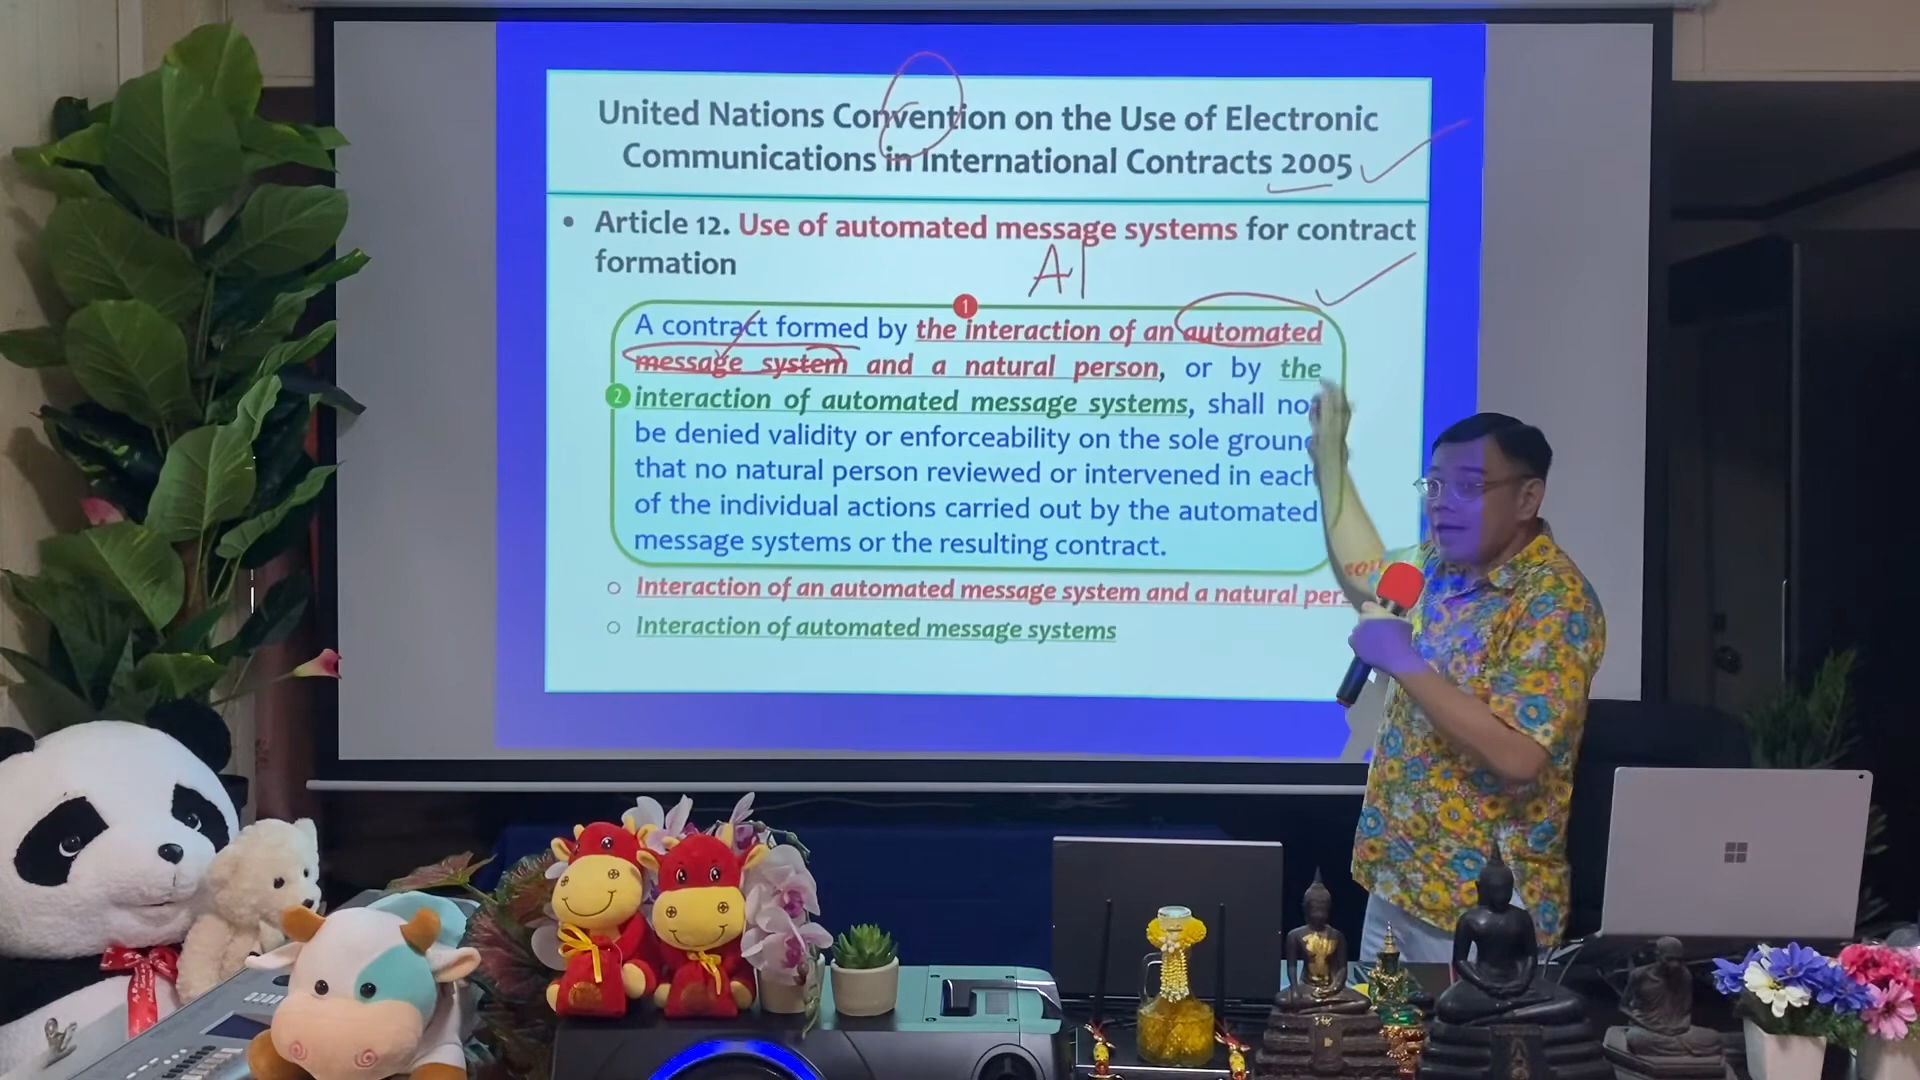 United Nations Convention on the Use of Electronic
Communications in International Contracts 2005
• Article 12. Use of automated message systems for contract
formation
AI
1
A contract formed by the interaction of an automated
message system and a natural person, or by the
2
interaction of automated message systems, shall no
be denied validity or enforceability on the sole ground
that no natural person reviewed or intervened in each
of the individual actions carried out by the automated
message systems or the resulting contract.
○ Interaction of an automated message system and a natural person
○ Interaction of automated message systems